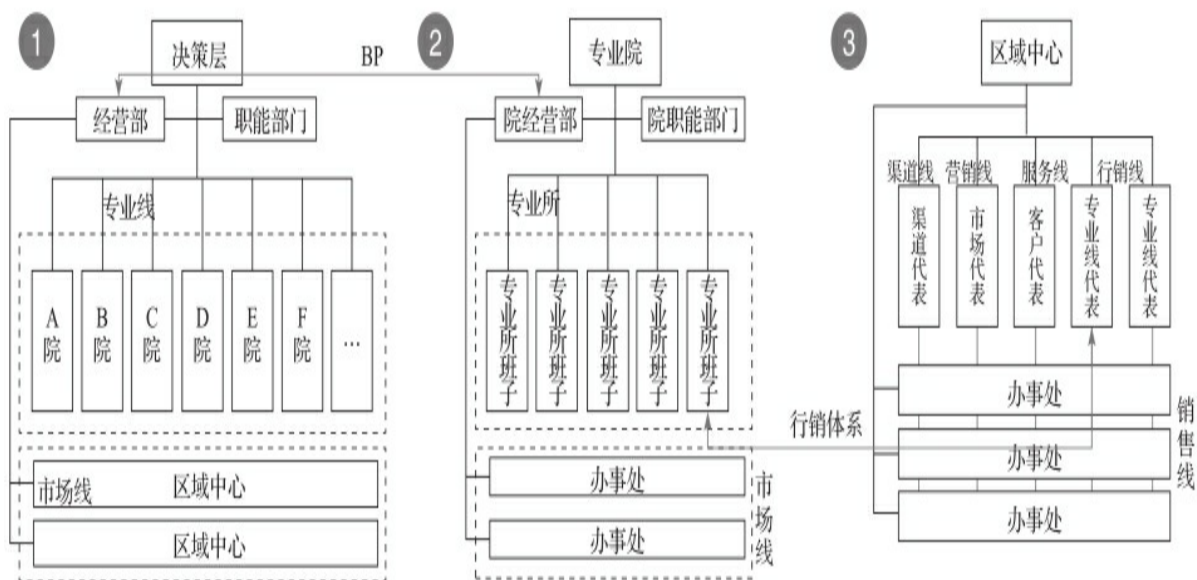 1
决策层
BP
经营部
职能部门
专业线
A院
B院
C院
D院
E院
F院
…
市场线
区域中心
区域中心
2
专业院
院经营部
院职能部门
专业所
专业所班子
专业所班子
专业所班子
专业所班子
专业所班子
办事处
办事处
市场线
行销体系
3
区域中心
渠道线
营销线
服务线
行销线
渠道代表
市场代表
客户代表
专业线代表
专业线代表
办事处
办事处
办事处
销售线